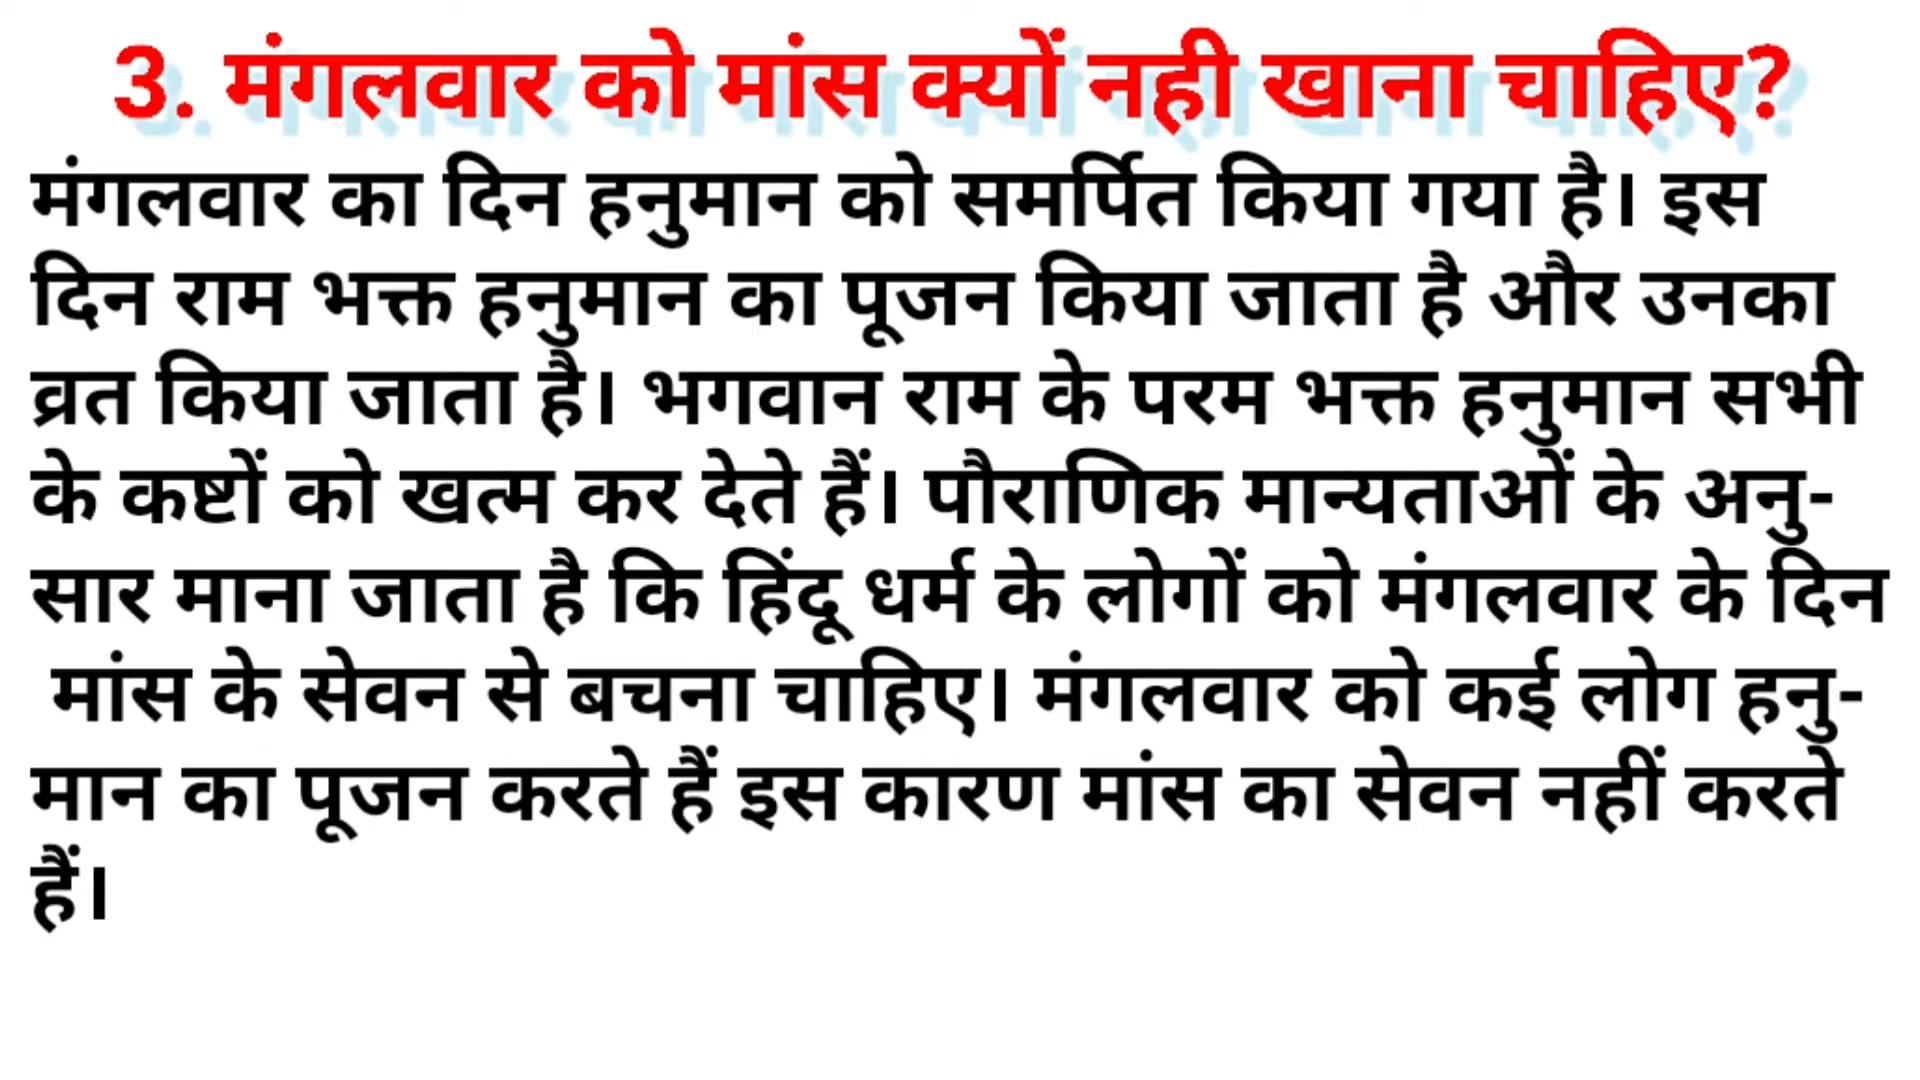 3. मंगलवार को मांस क्यों नही खाना चाहिए?
मंगलवार का दिन हनुमान को समर्पित किया गया है। इस
दिन राम भक्त हनुमान का पूजन किया जाता है और उनका
व्रत किया जाता है। भगवान राम के परम भक्त हनुमान सभी
के कष्टों को खत्म कर देते हैं। पौराणिक मान्यताओं के अनु-
सार माना जाता है कि हिंदू धर्म के लोगों को मंगलवार के दिन
मांस के सेवन से बचना चाहिए। मंगलवार को कई लोग हनु-
मान का पूजन करते हैं इस कारण मांस का सेवन नहीं करते
हैं।